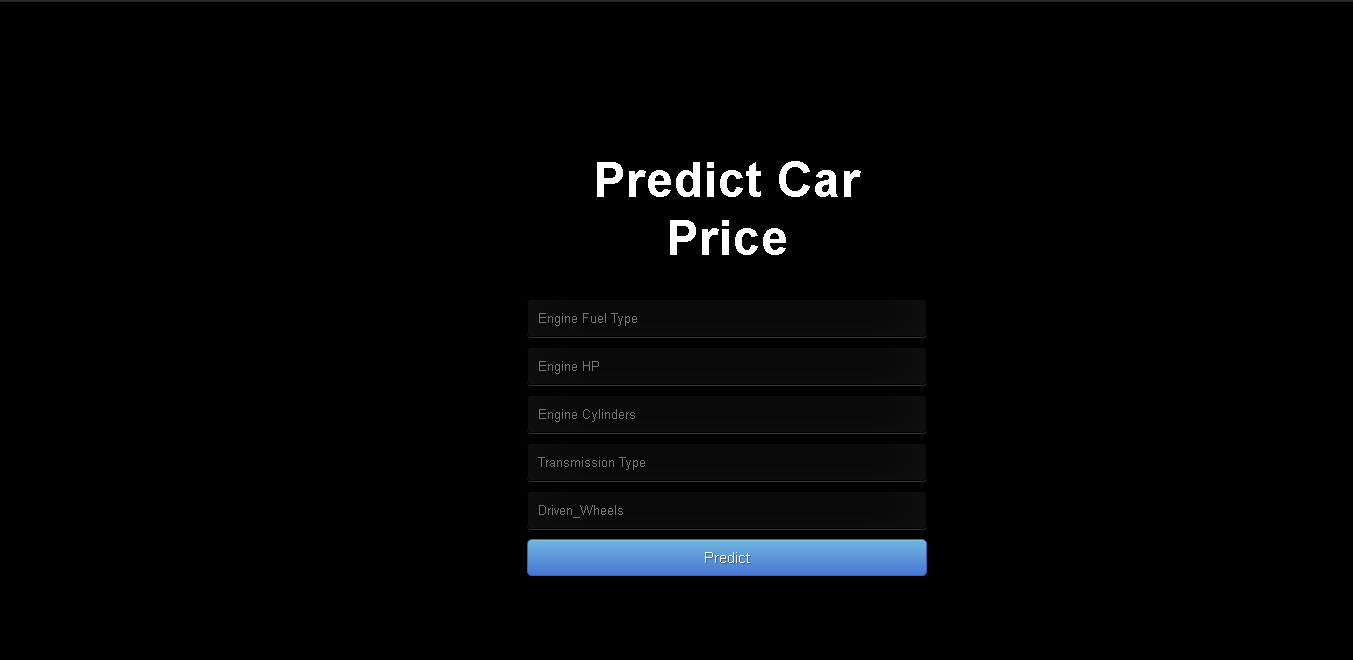 Predict Car
Price
Engine Fuel Type
Engine HP
Engine Cylinders
Transmission Type
Driven_Wheels
Predict